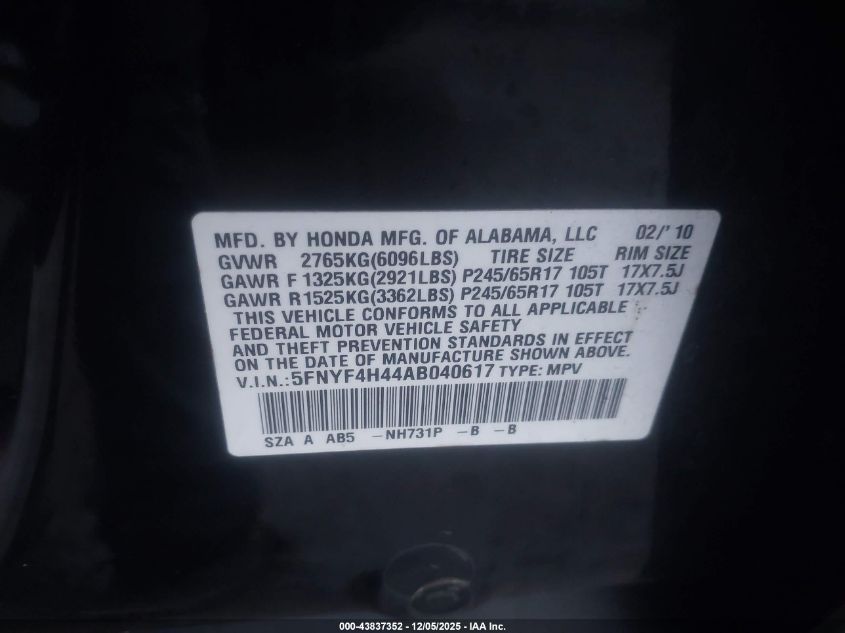 MFD. BY HONDA MFG. OF ALABAMA, LLC 02/'10
GVWR 2765KG(6096LBS) TIRE SIZE RIM SIZE
GAWR F 1325KG(2921LBS) P245/65R17 105T 17X7.5J
GAWR R1525KG(3362LBS) P245/65R17 105T 17X7.5J
THIS VEHICLE CONFORMS TO ALL APPLICABLE
FEDERAL MOTOR VEHICLE SAFETY
AND THEFT PREVENTION STANDARDS IN EFFECT
ON THE DATE OF MANUFACTURE SHOWN ABOVE.
V.I.N.:5FNYF4H44AB040617 TYPE: MPV
SZA A AB5 -NH731P -B -B
000-43837352 - 12/05/2025 - IAA Inc.